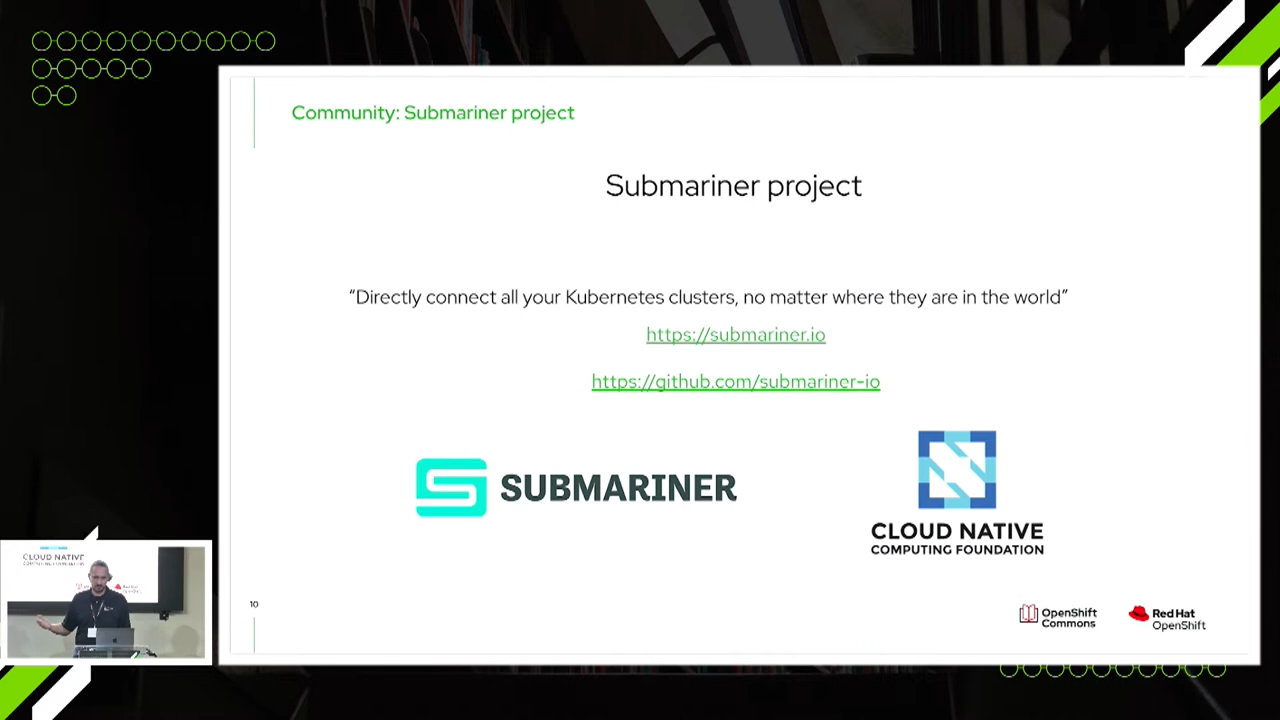 Community: Submariner project
Submariner project
“Directly connect all your Kubernetes clusters, no matter where they are in the world”
https://submariner.io
https://github.com/submariner-io
SUBMARINER
CLOUD NATIVE
COMPUTING FOUNDATION
10
OpenShift
Commons
Red Hat
OpenShift
CLOUD NATIVE